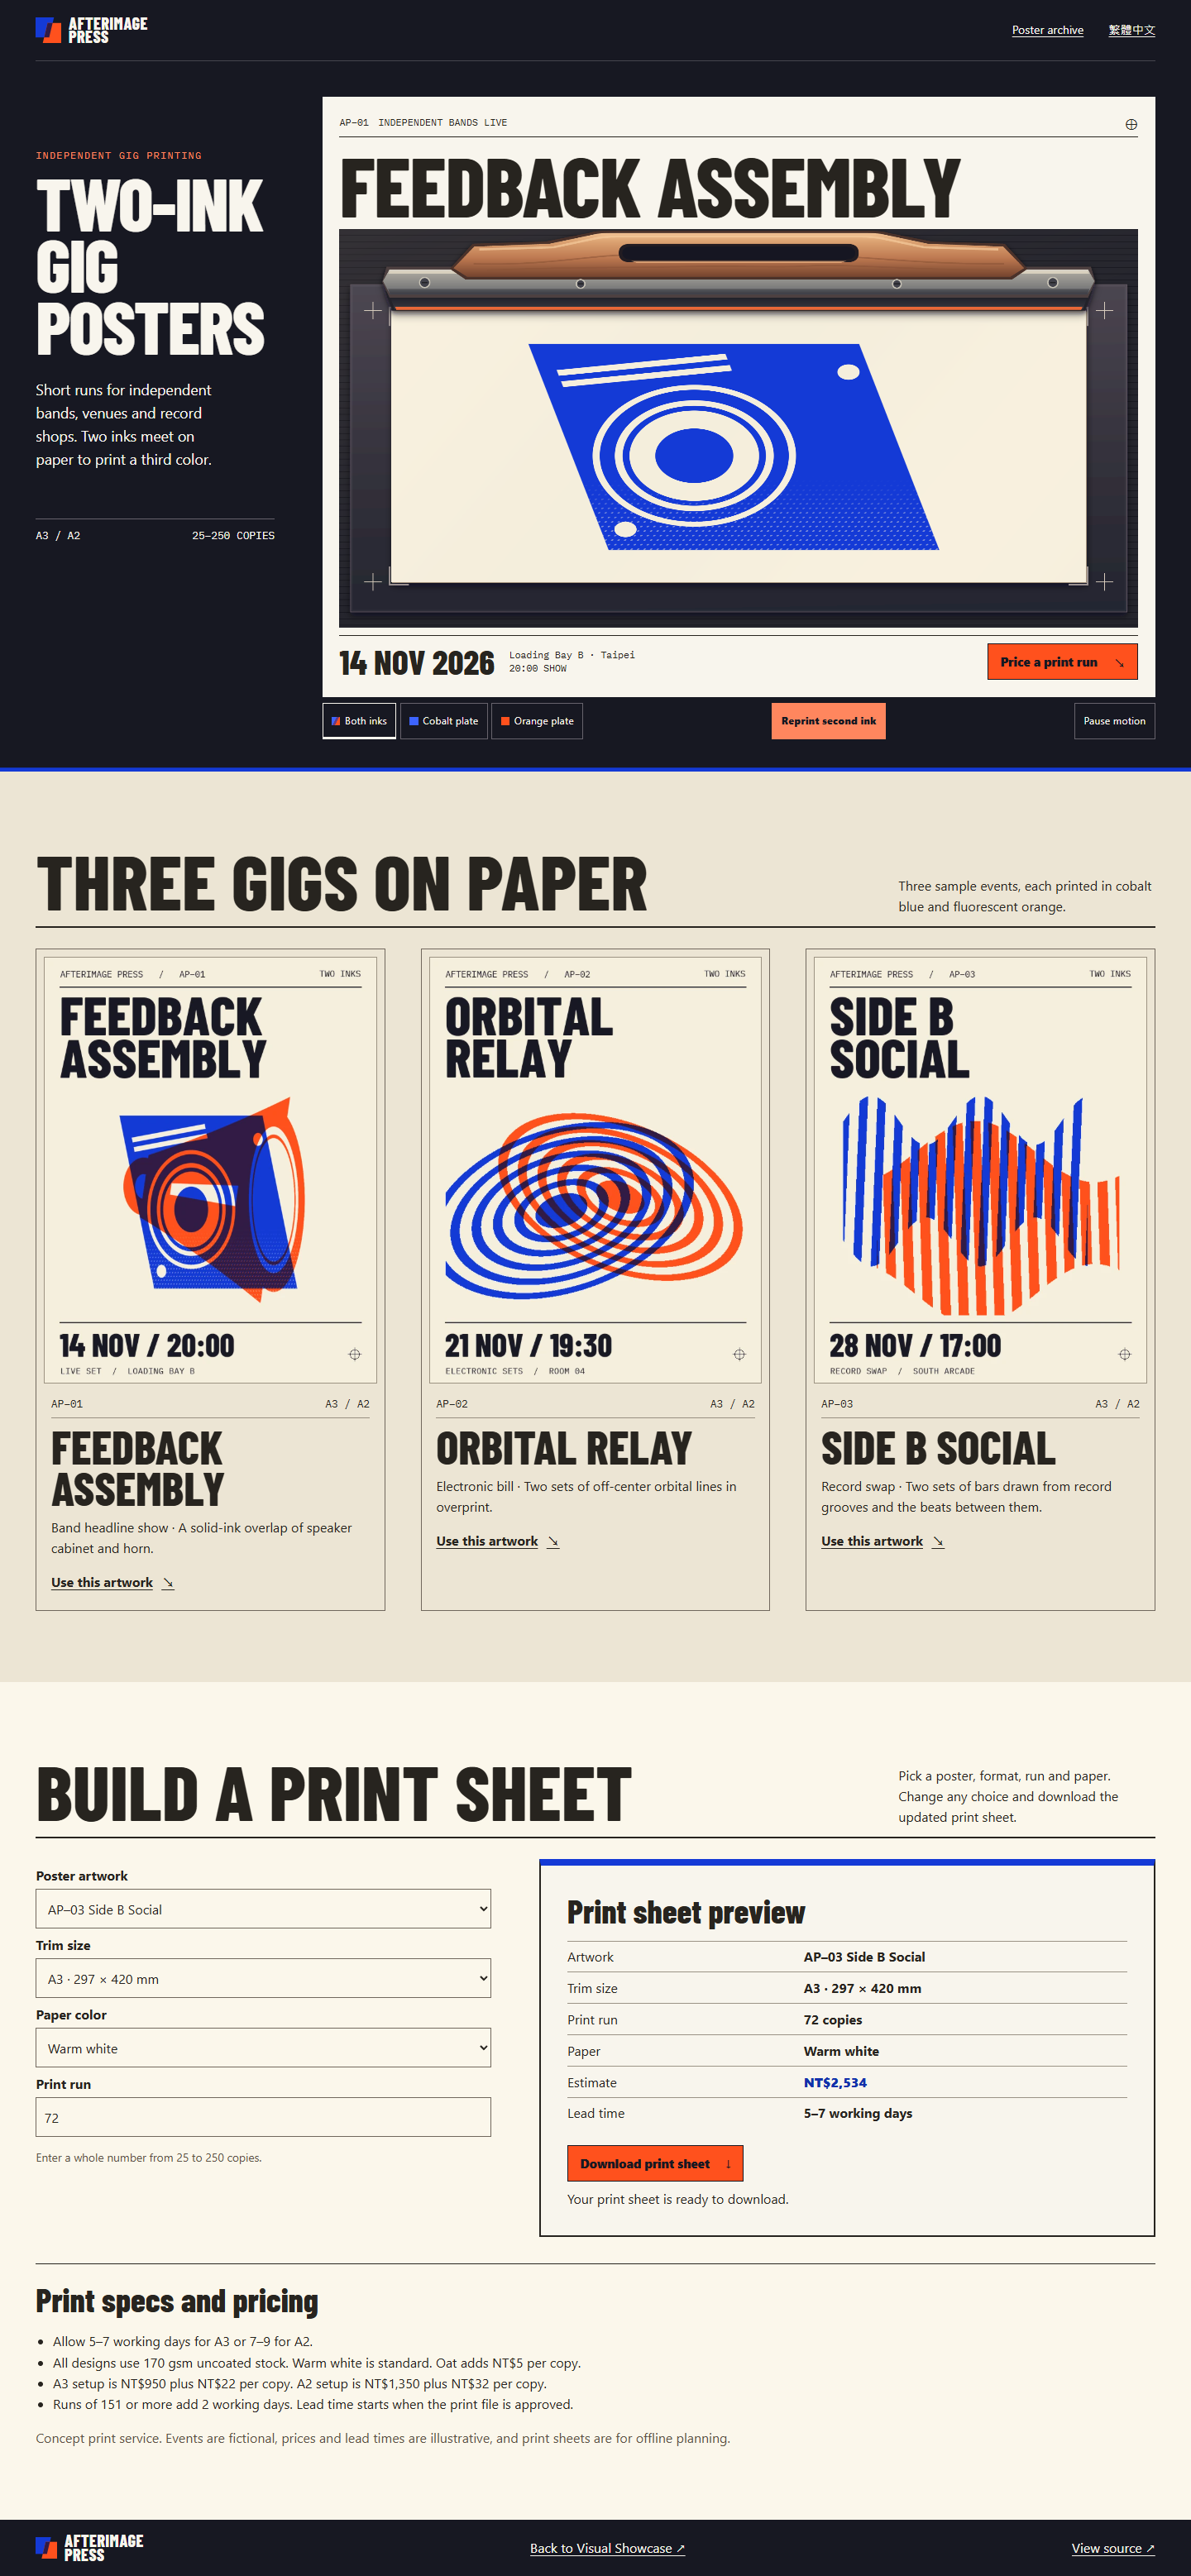 AFTERIMAGE
PRESS
Poster archive
繁體中文
INDEPENDENT GIG PRINTING
TWO-INK
GIG
POSTERS
Short runs for independent
bands, venues and record
shops. Two inks meet on
paper to print a third color.
A3 / A2
25–250 COPIES
AP–01 INDEPENDENT BANDS LIVE
FEEDBACK ASSEMBLY
14 NOV 2026
Loading Bay B · Taipei
20:00 SHOW
Price a print run ↘
Both inks
Cobalt plate
Orange plate
Reprint second ink
Pause motion
THREE GIGS ON PAPER
Three sample events, each printed in cobalt
blue and fluorescent orange.
AFTERIMAGE PRESS / AP–01
TWO INKS
FEEDBACK
ASSEMBLY
14 NOV / 20:00
LIVE SET / LOADING BAY B
AP–01
A3 / A2
FEEDBACK
ASSEMBLY
Band headline show · A solid-ink overlap of speaker
cabinet and horn.
Use this artwork ↘
AFTERIMAGE PRESS / AP–02
TWO INKS
ORBITAL
RELAY
21 NOV / 19:30
ELECTRONIC SETS / ROOM 04
AP–02
A3 / A2
ORBITAL RELAY
Electronic bill · Two sets of off-center orbital lines in
overprint.
Use this artwork ↘
AFTERIMAGE PRESS / AP–03
TWO INKS
SIDE B
SOCIAL
28 NOV / 17:00
RECORD SWAP / SOUTH ARCADE
AP–03
A3 / A2
SIDE B SOCIAL
Record swap · Two sets of bars drawn from record
grooves and the beats between them.
Use this artwork ↘
BUILD A PRINT SHEET
Pick a poster, format, run and paper.
Change any choice and download the
updated print sheet.
Poster artwork
AP–03 Side B Social
Trim size
A3 · 297 × 420 mm
Paper color
Warm white
Print run
72
Enter a whole number from 25 to 250 copies.
Print sheet preview
Artwork AP–03 Side B Social
Trim size A3 · 297 × 420 mm
Print run 72 copies
Paper Warm white
Estimate NT$2,534
Lead time 5–7 working days
Download print sheet ↓
Your print sheet is ready to download.
Print specs and pricing
• Allow 5–7 working days for A3 or 7–9 for A2.
• All designs use 170 gsm uncoated stock. Warm white is standard. Oat adds NT$5 per copy.
• A3 setup is NT$950 plus NT$22 per copy. A2 setup is NT$1,350 plus NT$32 per copy.
• Runs of 151 or more add 2 working days. Lead time starts when the print file is approved.
Concept print service. Events are fictional, prices and lead times are illustrative, and print sheets are for offline planning.
AFTERIMAGE
PRESS
Back to Visual Showcase ↗
View source ↗